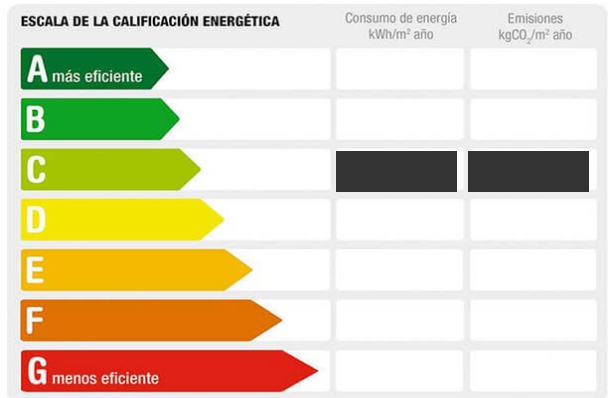 ESCALA DE LA CALIFICACIÓN ENERGÉTICA
Consumo de energía
kWh/m² año
Emisiones
kgCO₂/m² año
A más eficiente
B
C
D
E
F
G menos eficiente